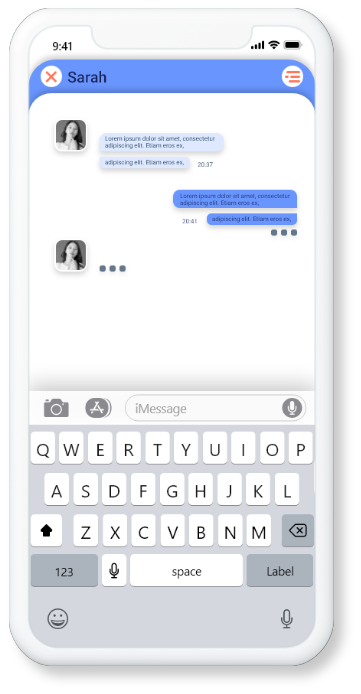 9:41
Sarah
Lorem ipsum dolor sit amet, consectetur
adipiscing elit. Etiam eros ex,
adipiscing elit. Etiam eros ex,
20:37
Lorem ipsum dolor sit amet, consectetur
adipiscing elit. Etiam eros ex,
20:41
adipiscing elit. Etiam eros ex,
iMessage
Q W E R T Y U I O P
A S D F G H J K L
Z X C V B N M
123 space Label